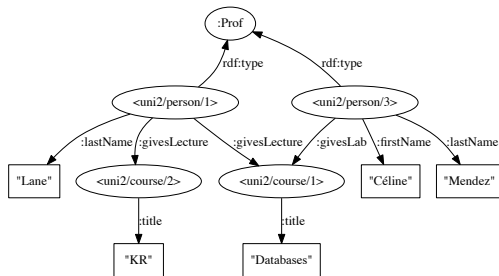 :Prof
rdf:type rdf:type
<uni2/person/1> <uni2/person/3>
:lastName :givesLecture :givesLecture :givesLab :firstName :lastName
"Lane" <uni2/course/2> <uni2/course/1> "Céline" "Mendez"
:title :title
"KR" "Databases"